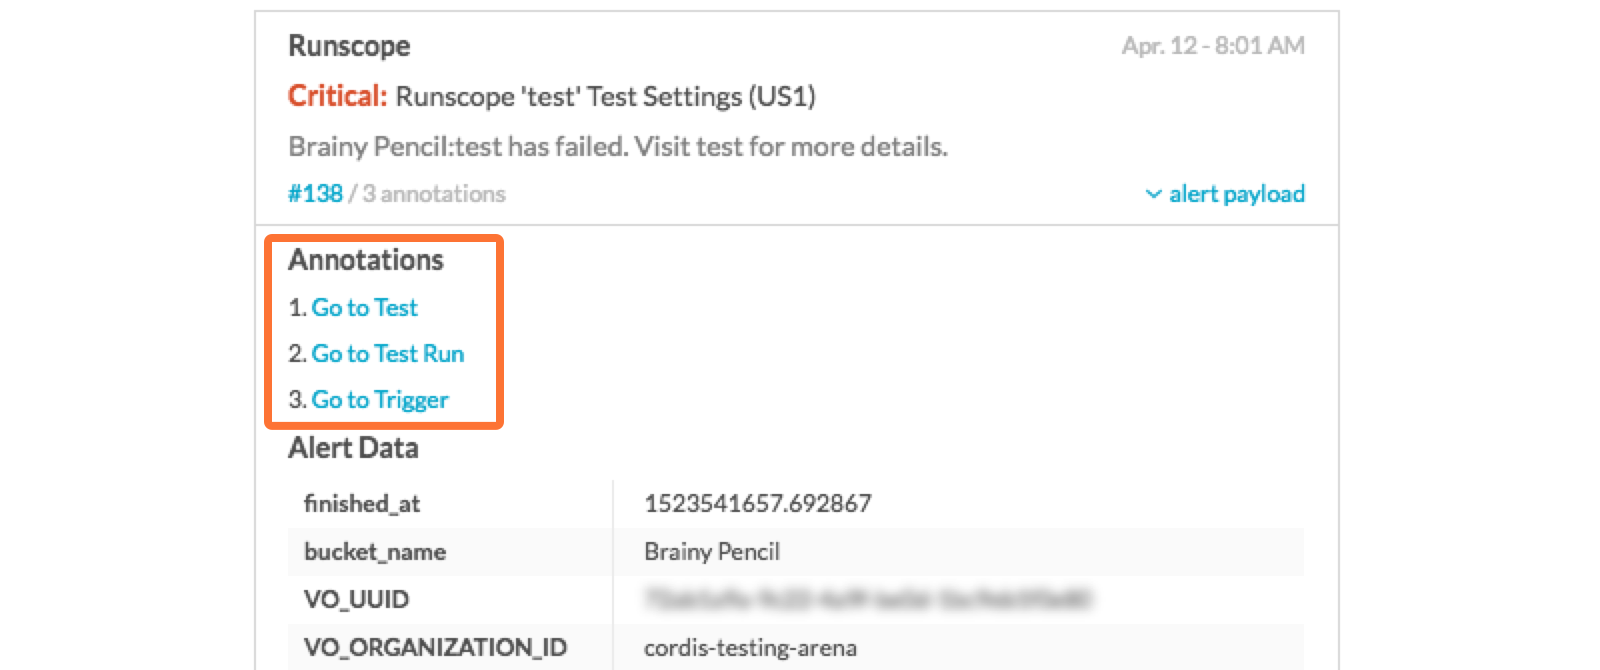 Runscope
Apr. 12 - 8:01 AM
Critical: Runscope 'test' Test Settings (US1)
Brainy Pencil:test has failed. Visit test for more details.
#138 / 3 annotations
alert payload
Annotations
1. Go to Test
2. Go to Test Run
3. Go to Trigger
Alert Data
finished_at 1523541657.692867
bucket_name Brainy Pencil
VO_UUID
VO_ORGANIZATION_ID cordis-testing-arena